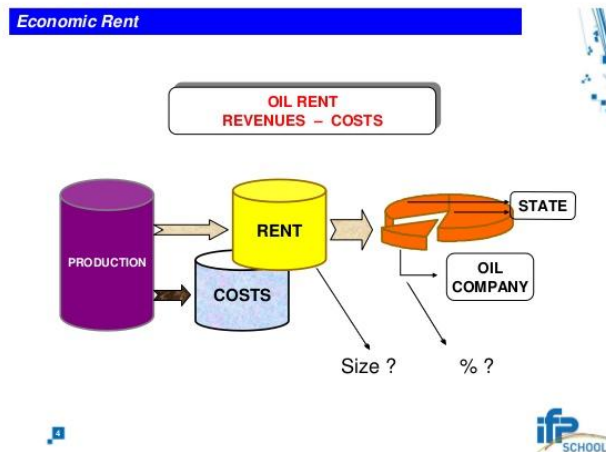 Economic Rent
OIL RENT
REVENUES – COSTS
PRODUCTION
RENT
COSTS
STATE
OIL
COMPANY
Size ?
% ?
4
ifp
SCHOOL